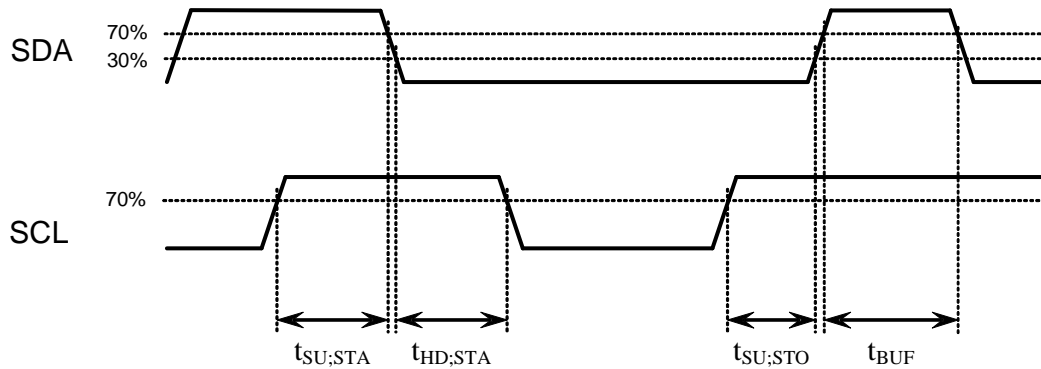 70%
SDA
30%
70%
SCL
tSU;STA tHD;STA tSU;STO tBUF